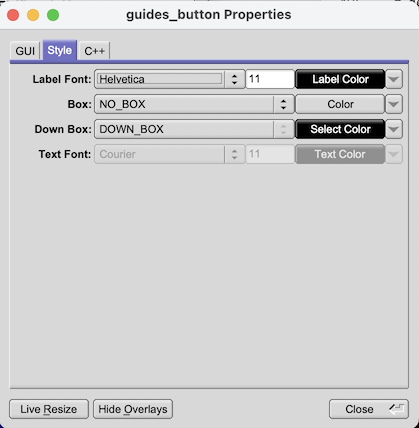 guides_button Properties
GUI Style C++
Label Font: Helvetica 11 Label Color
Box: NO_BOX Color
Down Box: DOWN_BOX Select Color
Text Font: Courier 11 Text Color
Live Resize Hide Overlays Close